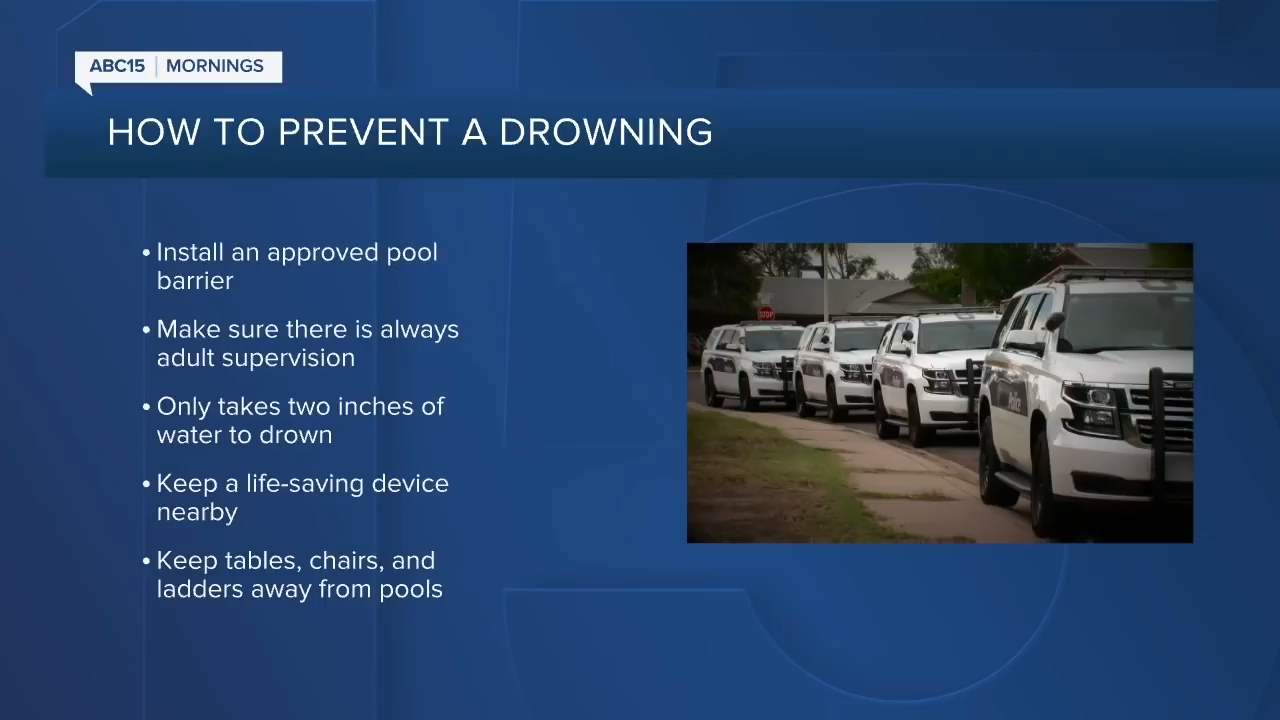 ABC15 | MORNINGS
HOW TO PREVENT A DROWNING
• Install an approved pool
barrier
• Make sure there is always
adult supervision
• Only takes two inches of
water to drown
• Keep a life-saving device
nearby
• Keep tables, chairs, and
ladders away from pools
STOP
Police